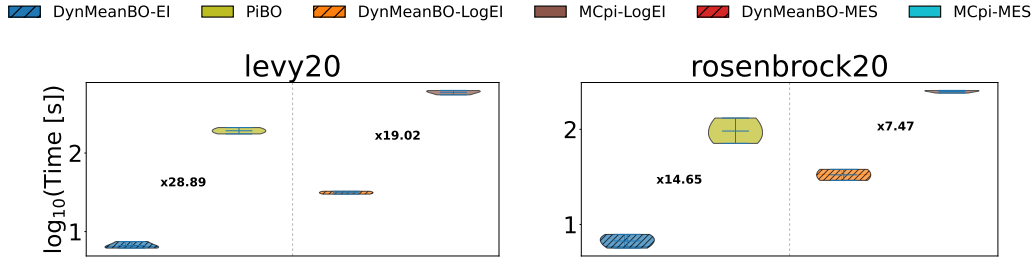 DynMeanBO-EI PiBO DynMeanBO-LogEI MCpi-LogEI DynMeanBO-MES MCpi-MES
levy20
log10(Time [s])
2
1
x28.89
x19.02
rosenbrock20
2
1
x14.65
x7.47